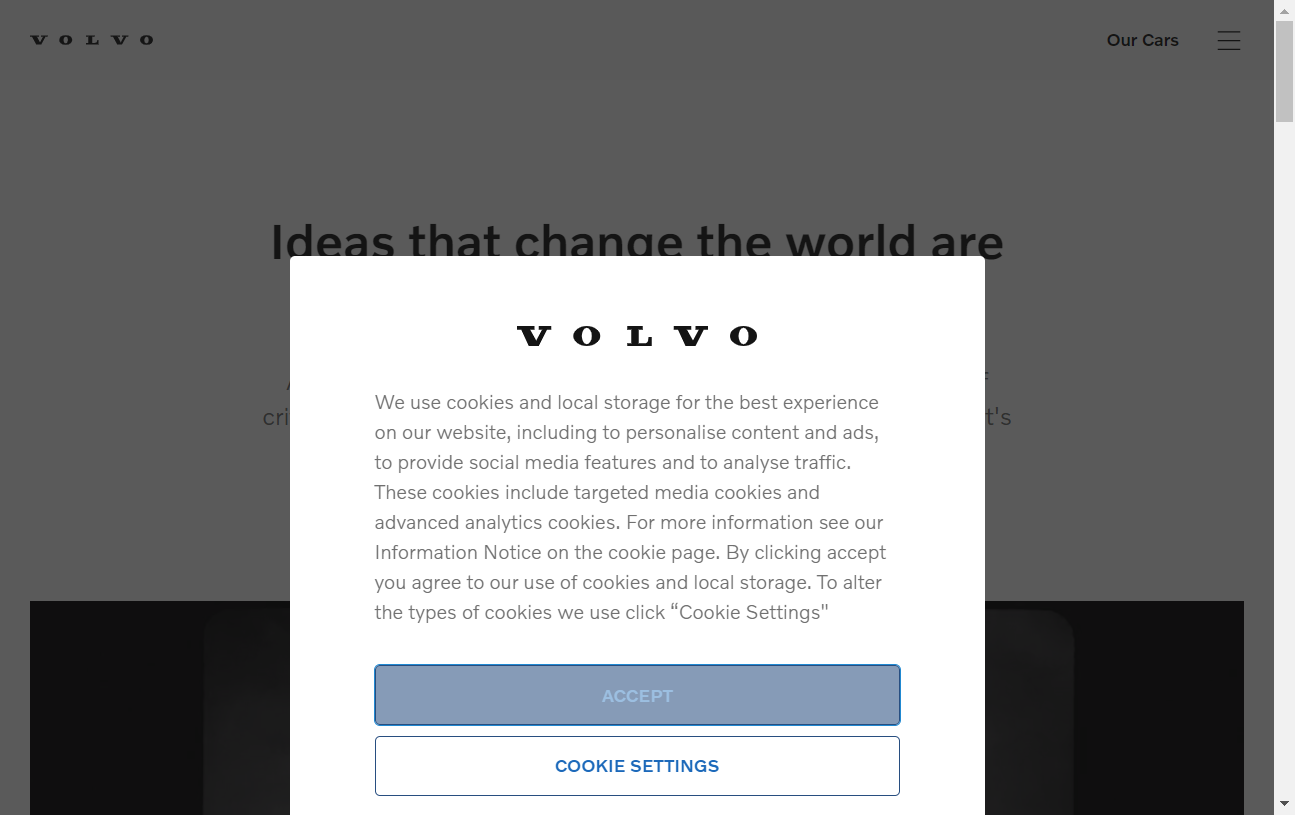 VOLVO
Our Cars
Ideas that change the world are
VOLVO
We use cookies and local storage for the best experience
on our website, including to personalise content and ads,
to provide social media features and to analyse traffic.
These cookies include targeted media cookies and
advanced analytics cookies. For more information see our
Information Notice on the cookie page. By clicking accept
you agree to our use of cookies and local storage. To alter
the types of cookies we use click “Cookie Settings"
ACCEPT
COOKIE SETTINGS